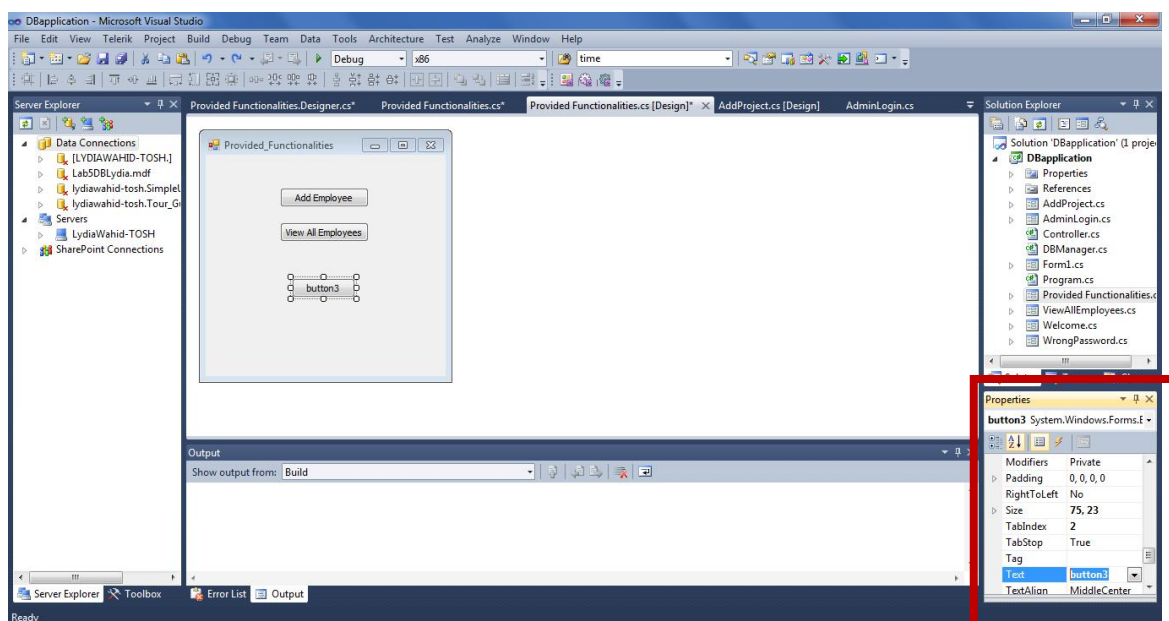 DBapplication - Microsoft Visual Studio
File Edit View Telerik Project Build Debug Team Data Tools Architecture Test Analyze Window Help
Debug x86 time
Server Explorer
Data Connections
[LYDIAWAHID-TOSH.]
Lab5DBLydia.mdf
lydiawahid-tosh.SimpleL
lydiawahid-tosh.Tour_G
Servers
LydiaWahid-TOSH
SharePoint Connections
Server Explorer Toolbox
Provided Functionalities.Designer.cs* Provided Functionalities.cs* Provided Functionalities.cs [Design]* AddProject.cs [Design] AdminLogin.cs
Provided_Functionalities
Add Employee
View All Employees
button3
Output
Show output from: Build
Error List Output
Solution Explorer
Solution 'DBapplication' (1 proje
DBapplication
Properties
References
AddProject.cs
AdminLogin.cs
Controller.cs
DBManager.cs
Form1.cs
Program.cs
Provided Functionalities.c
ViewAllEmployees.cs
Welcome.cs
WrongPassword.cs
Properties
button3 System.Windows.Forms.
Modifiers Private
Padding 0, 0, 0, 0
RightToLeft No
Size 75, 23
TabIndex 2
TabStop True
Tag
Text button3
TextAlign MiddleCenter
Ready